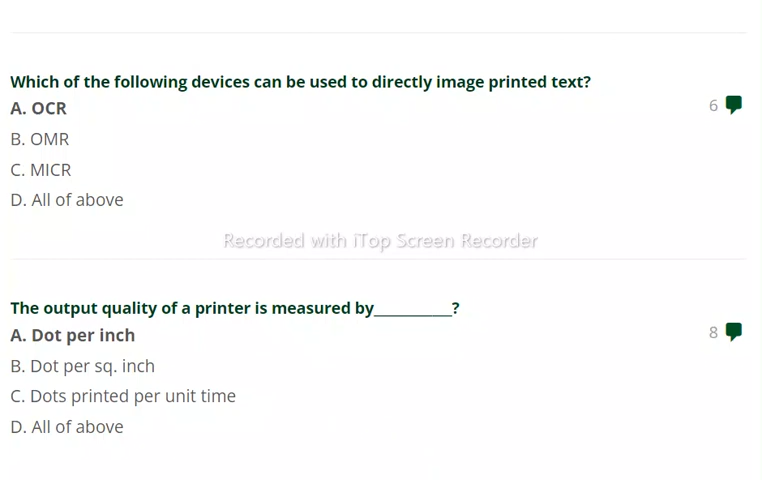 Which of the following devices can be used to directly image printed text?
A. OCR
6
B. OMR
C. MICR
D. All of above
Recorded with iTop Screen Recorder
The output quality of a printer is measured by_________?
A. Dot per inch
8
B. Dot per sq. inch
C. Dots printed per unit time
D. All of above